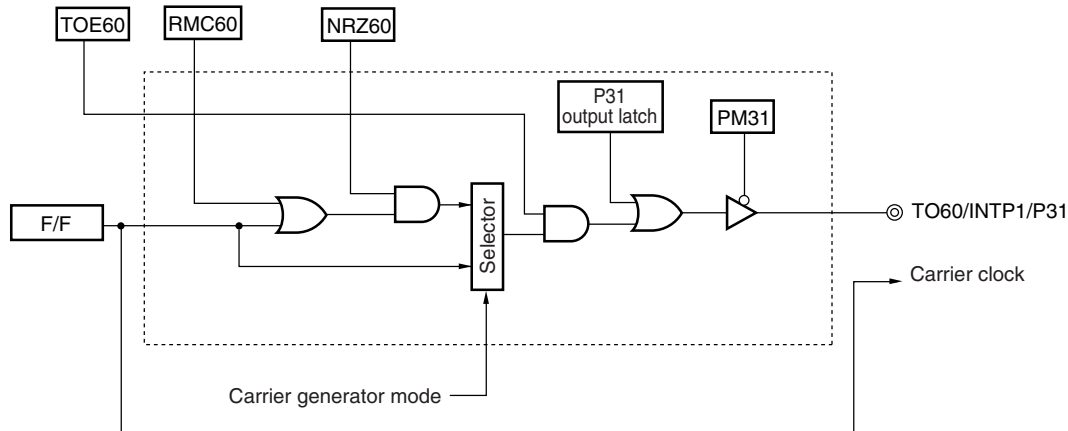 TOE60
RMC60
NRZ60
P31
output latch
PM31
F/F
Selector
TO60/INTP1/P31
Carrier clock
Carrier generator mode